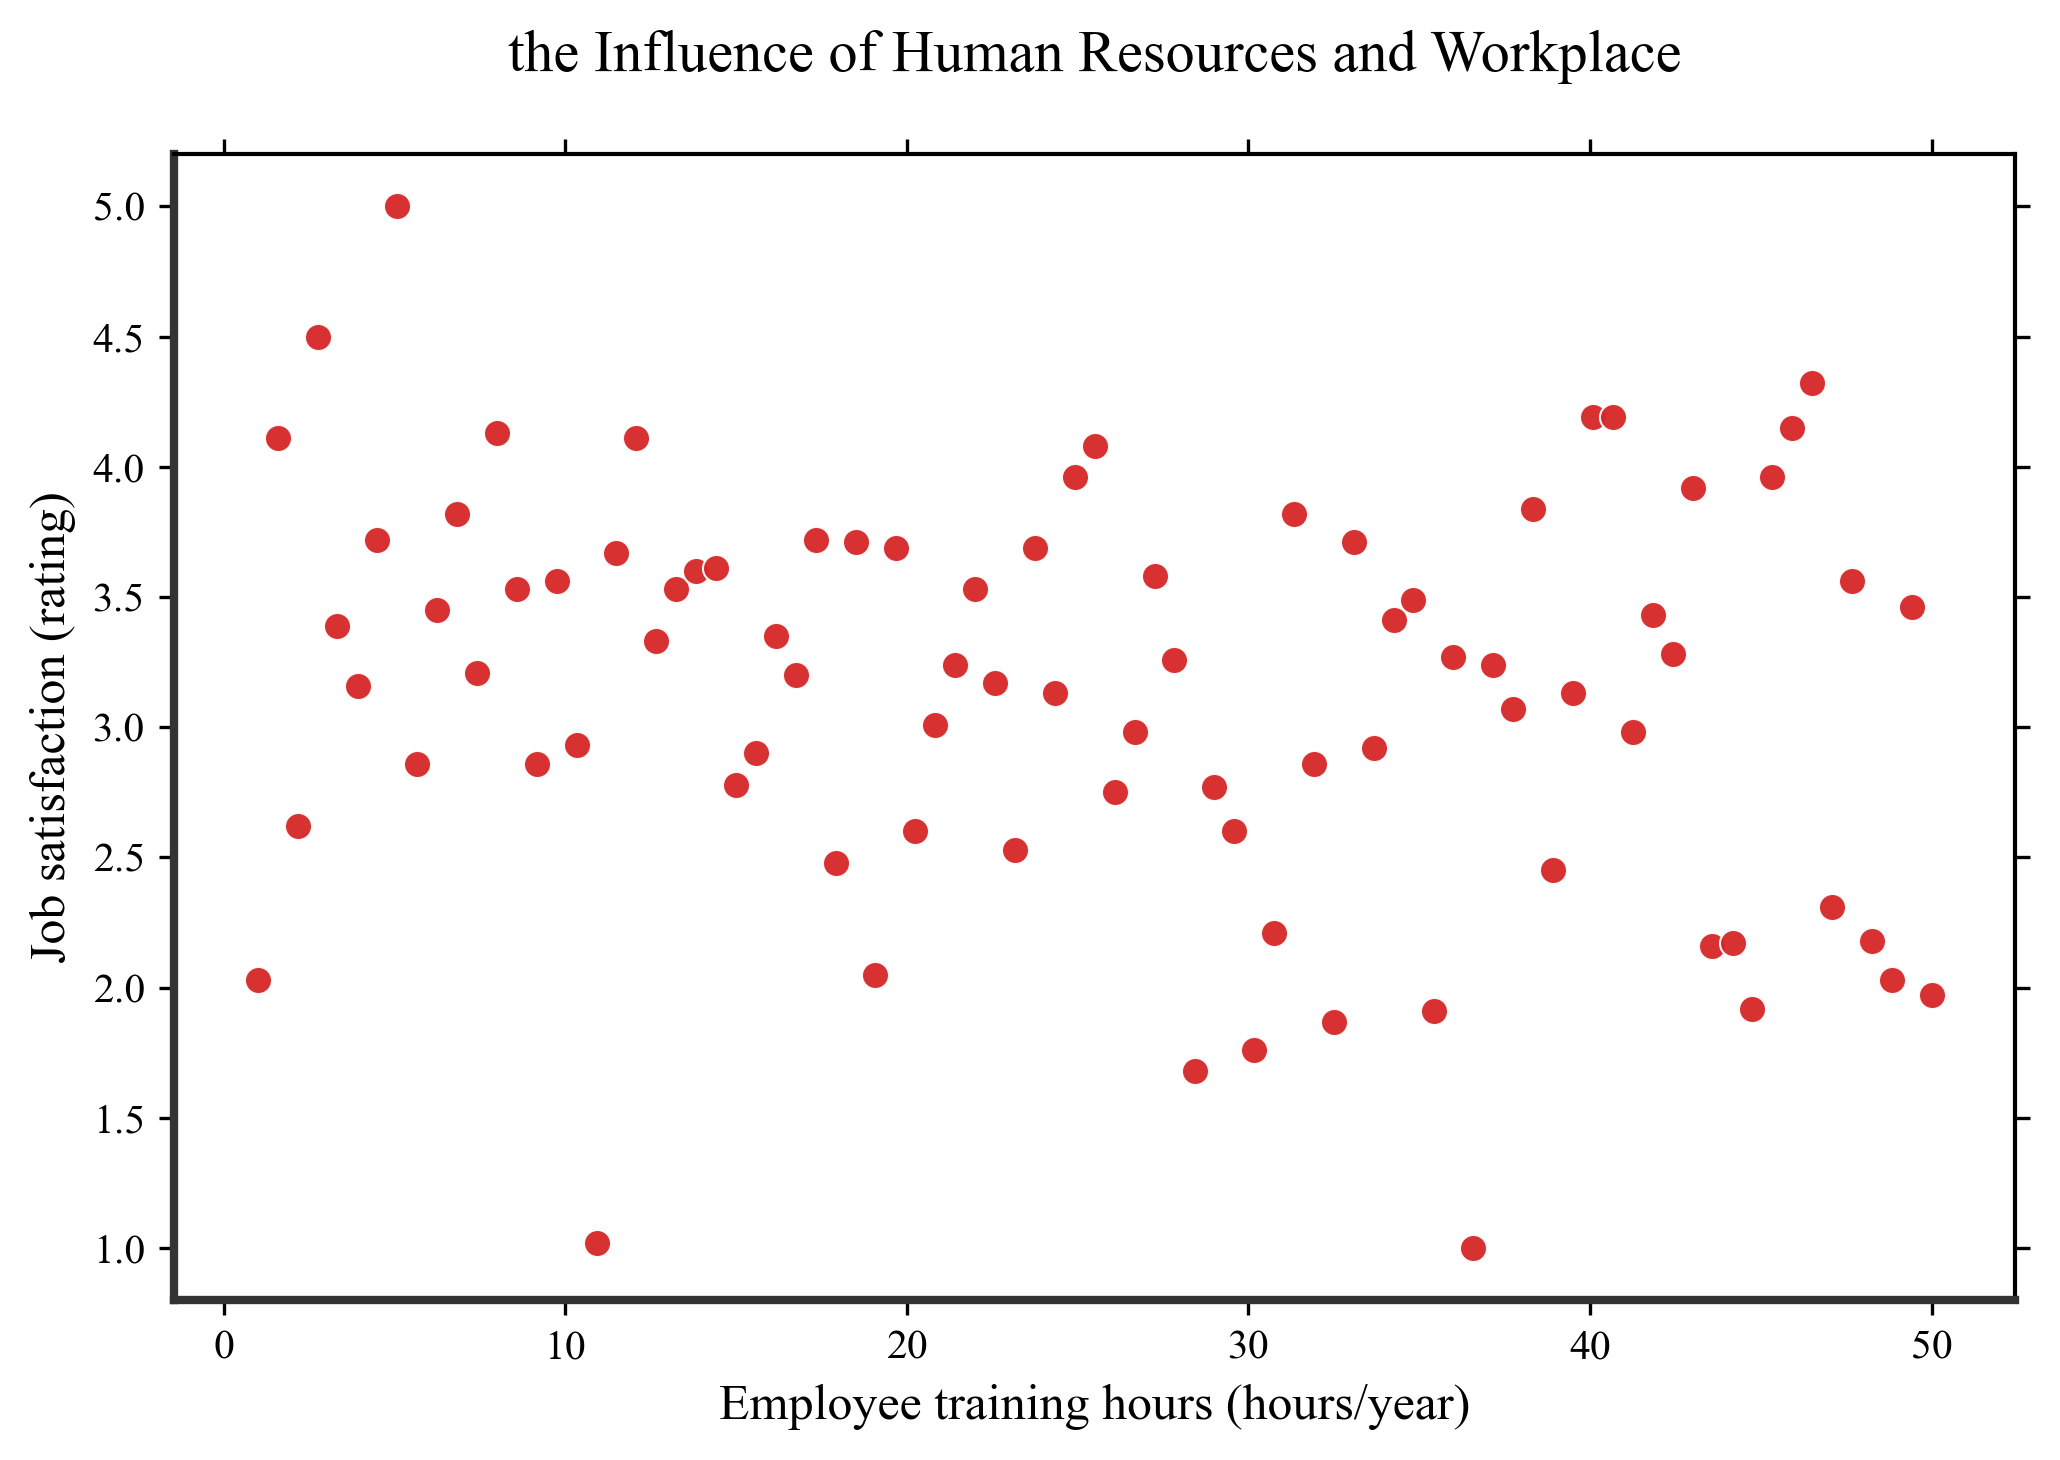 the Influence of Human Resources and Workplace
5.0
4.5
4.0
3.5
3.0
2.5
2.0
1.5
1.0
Job satisfaction (rating)
0 10 20 30 40 50
Employee training hours (hours/year)